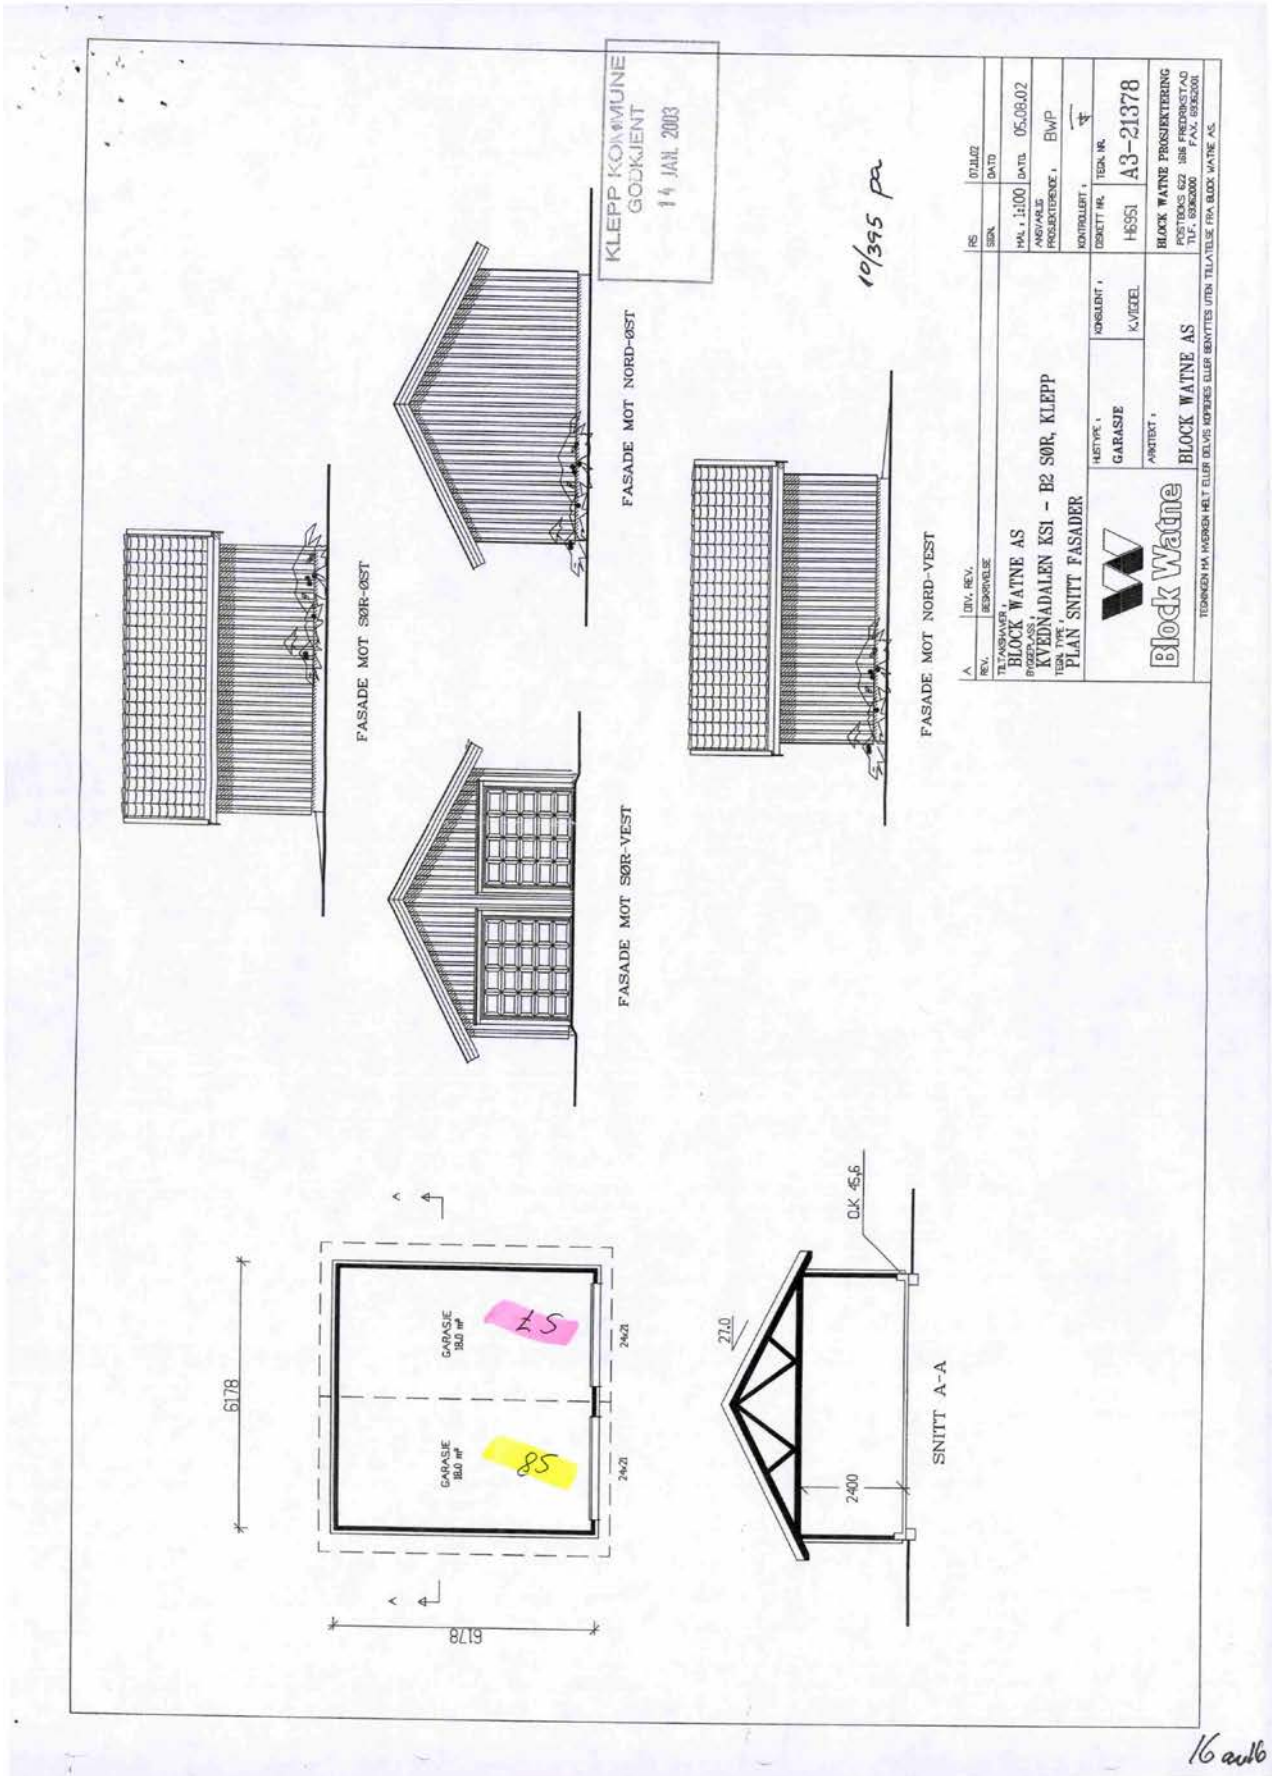 KLEPP KOMMUNE
GODKJENT
14 JAN. 2003
FASADE MOT SØR-ØST
FASADE MOT NORD-ØST
FASADE MOT SØR-VEST
FASADE MOT NORD-VEST
10/395 pa
6178
6178
A
A
GARASJE
18.0 m²
58
GARASJE
18.0 m²
57
24x21
24x21
27.0
2400
O.K 45,6
SNITT A-A
A DIV. REV. RS 07.11.02
REV. BESKRIVELSE SIGN. DATO
TILTAKSHAVER :
BLOCK WATNE AS
MÅL : 1:100 DATO. 05.08.02
BYGGEPLASS :
KVEDNADALEN KS1 - B2 SØR, KLEPP
ANSVARLIG
PROSJEKTERENDE : BWP
TEGN. TYPE :
PLAN SNITT FASADER
KONTROLLERT :
HUSTYPE :
GARASJE
KONSULENT :
K.VIGDEL
DISKETT NR.
H6951
TEGN. NR.
A3-21378
Block Watne
ARKITEKT :
BLOCK WATNE AS
BLOCK WATNE PROSJEKTERING
POSTBOKS 622 1616 FREDRIKSTAD
TLF. 69362000 FAX. 69362001
TEGNINGEN MÅ HVERKEN HELT ELLER DELVIS KOPIERES ELLER BENYTTES UTEN TILLATELSE FRA BLOCK WATNE AS.
16 av16